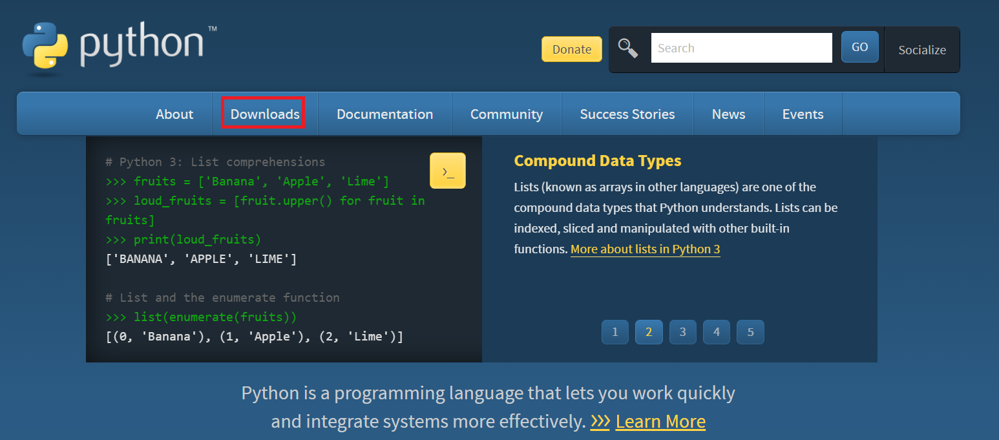 python™
Donate
Search
GO
Socialize
About
Downloads
Documentation
Community
Success Stories
News
Events
# Python 3: List comprehensions
>>> fruits = ['Banana', 'Apple', 'Lime']
>>> loud_fruits = [fruit.upper() for fruit in
fruits]
>>> print(loud_fruits)
['BANANA', 'APPLE', 'LIME']
# List and the enumerate function
>>> list(enumerate(fruits))
[(0, 'Banana'), (1, 'Apple'), (2, 'Lime')]
>_
Compound Data Types
Lists (known as arrays in other languages) are one of the
compound data types that Python understands. Lists can be
indexed, sliced and manipulated with other built-in
functions. More about lists in Python 3
1 2 3 4 5
Python is a programming language that lets you work quickly
and integrate systems more effectively. >>> Learn More